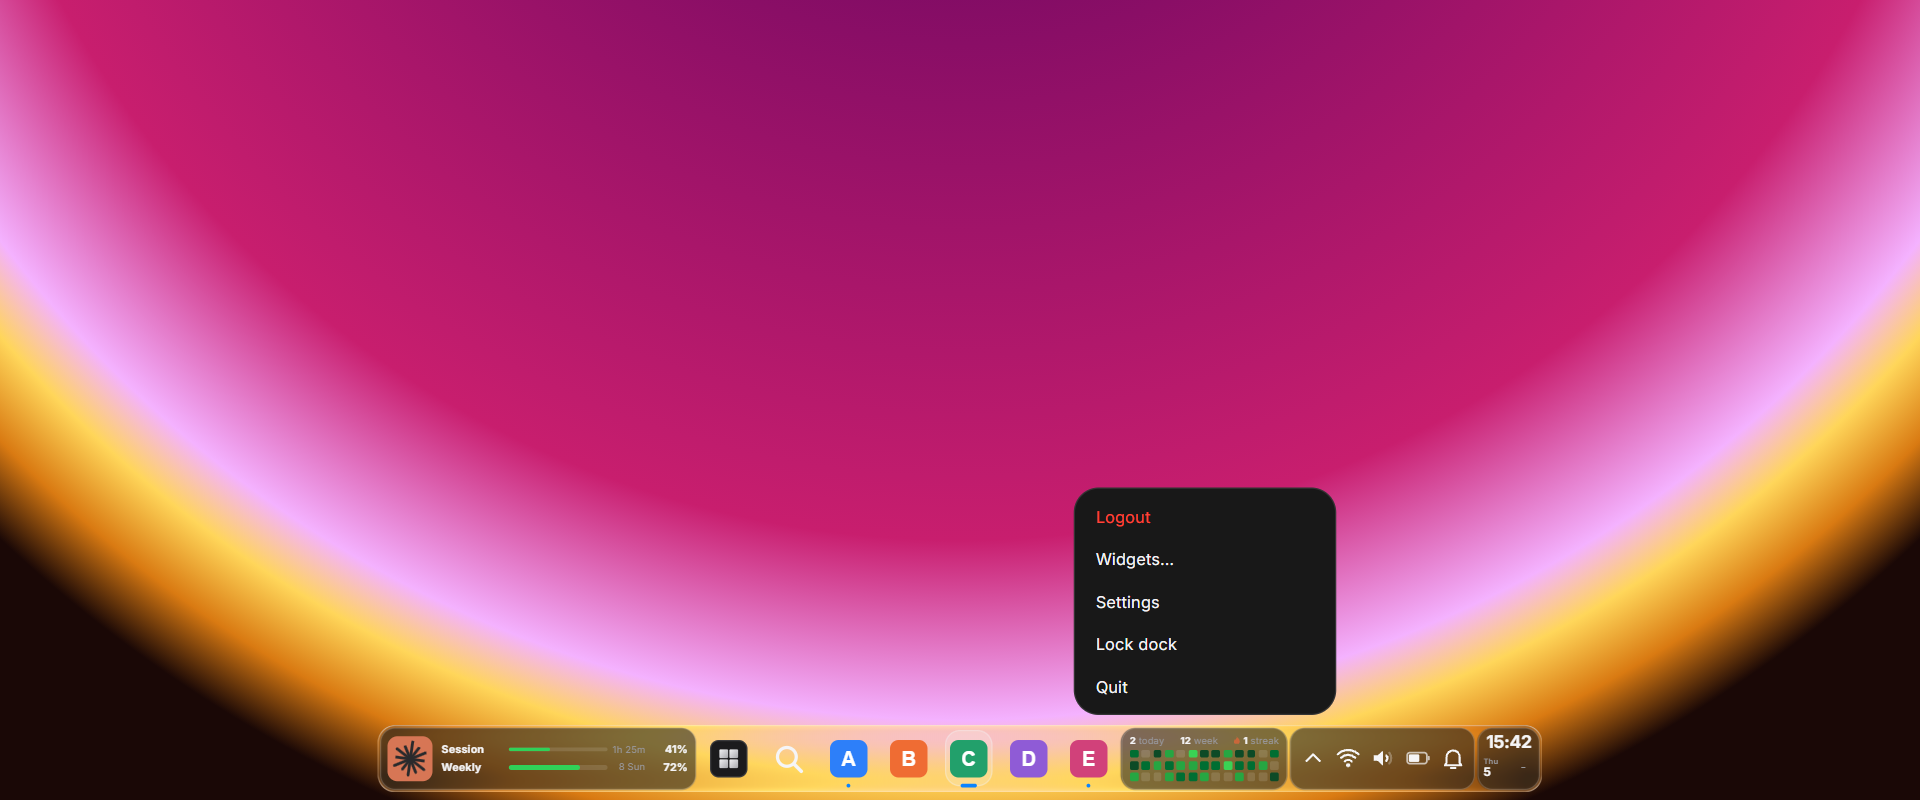 Logout
Widgets...
Settings
Lock dock
Quit
Session 1h 25m 41%
Weekly 8 Sun 72%
A B C D E
2 today 12 week 1 streak
15:42
Thu
5 –